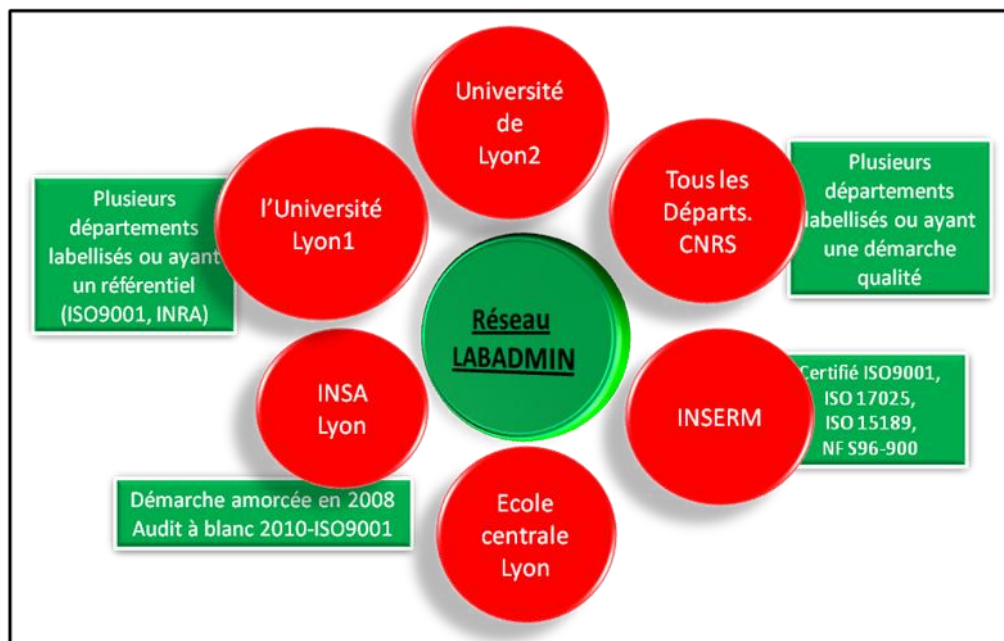 Université
de
Lyon2
Plusieurs
départements
labellisés ou ayant
un référentiel
(ISO9001, INRA)
l'Université
Lyon1
Tous les
Départs.
CNRS
Plusieurs
départements
labellisés ou ayant
une démarche
qualité
Réseau
LABADMIN
INSA
Lyon
Démarche amorcée en 2008
Audit à blanc 2010-ISO9001
INSERM
Certifié ISO9001,
ISO 17025,
ISO 15189,
NF S96-900
Ecole
centrale
Lyon